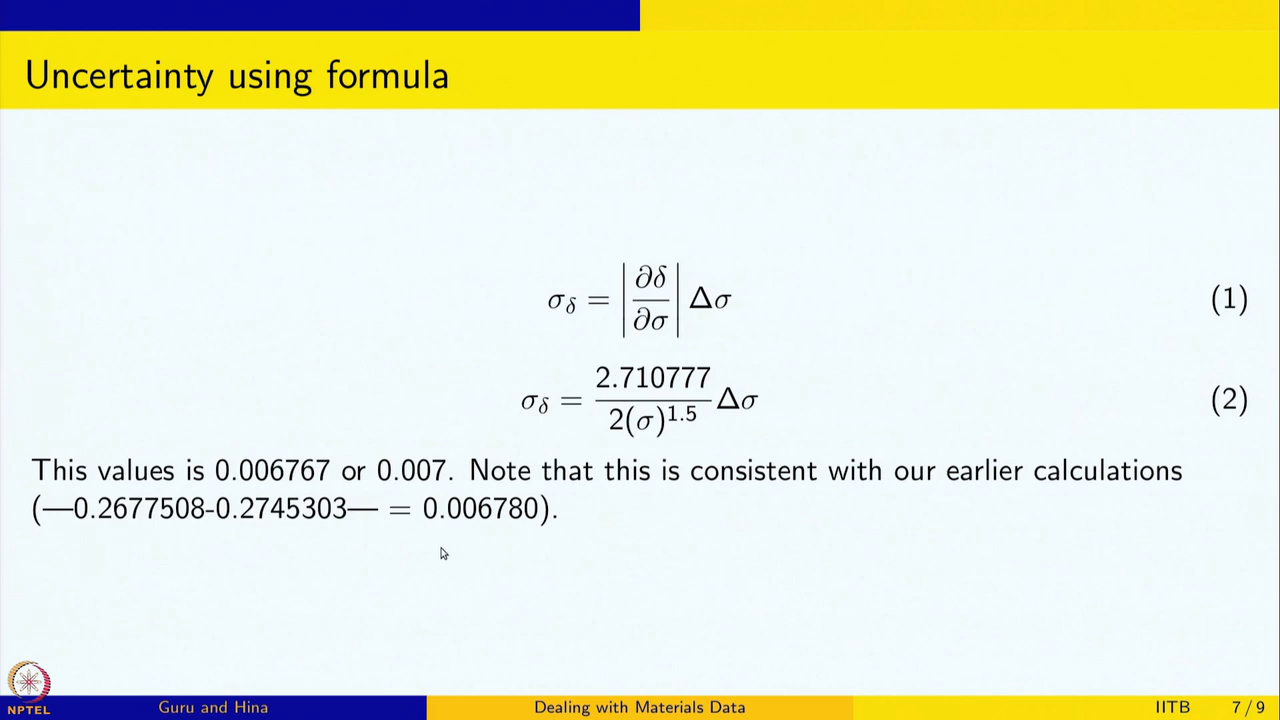 Uncertainty using formula
σ_δ = |∂δ/∂σ| Δσ (1)
σ_δ = 2.710777/2(σ)^1.5 Δσ (2)
This values is 0.006767 or 0.007. Note that this is consistent with our earlier calculations
(—0.2677508-0.2745303— = 0.006780).
NPTEL
Guru and Hina Dealing with Materials Data IITB 7 / 9